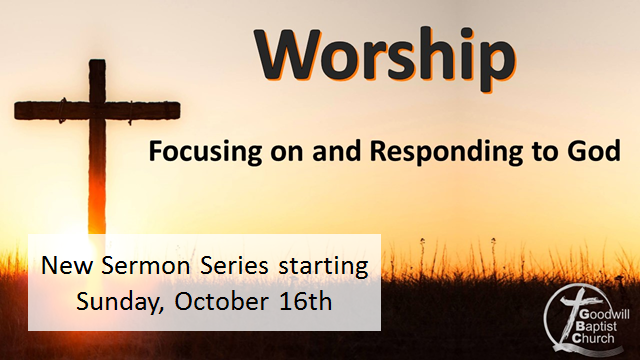 Worship
Focusing on and Responding to God
New Sermon Series starting
Sunday, October 16th
Goodwill
Baptist
Church